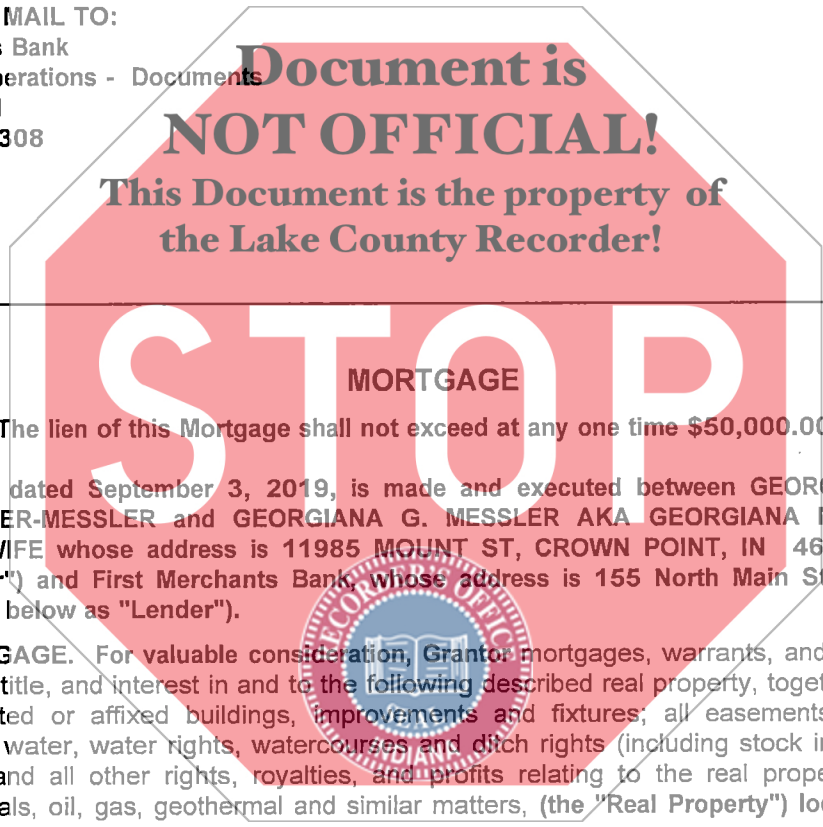 MAIL TO:
Bank
erations - Documents
308
Document is
NOT OFFICIAL!
This Document is the property of
the Lake County Recorder!
STOP
MORTGAGE
The lien of this Mortgage shall not exceed at any one time $50,000.00
dated September 3, 2019, is made and executed between GEOR
ER-MESSLER and GEORGIANA G. MESSLER AKA GEORGIANA
IFE whose address is 11985 MOUNT ST, CROWN POINT, IN 46
") and First Merchants Bank, whose address is 155 North Main St
below as "Lender").
GAGE. For valuable consideration, Grantor mortgages, warrants, and
title, and interest in and to the following described real property, toget
ted or affixed buildings, improvements and fixtures; all easements
water, water rights, watercourses and ditch rights (including stock i
and all other rights, royalties, and profits relating to the real prope
als, oil, gas, geothermal and similar matters, (the "Real Property") lo
RECORDER'S OFFICE
INDIANA